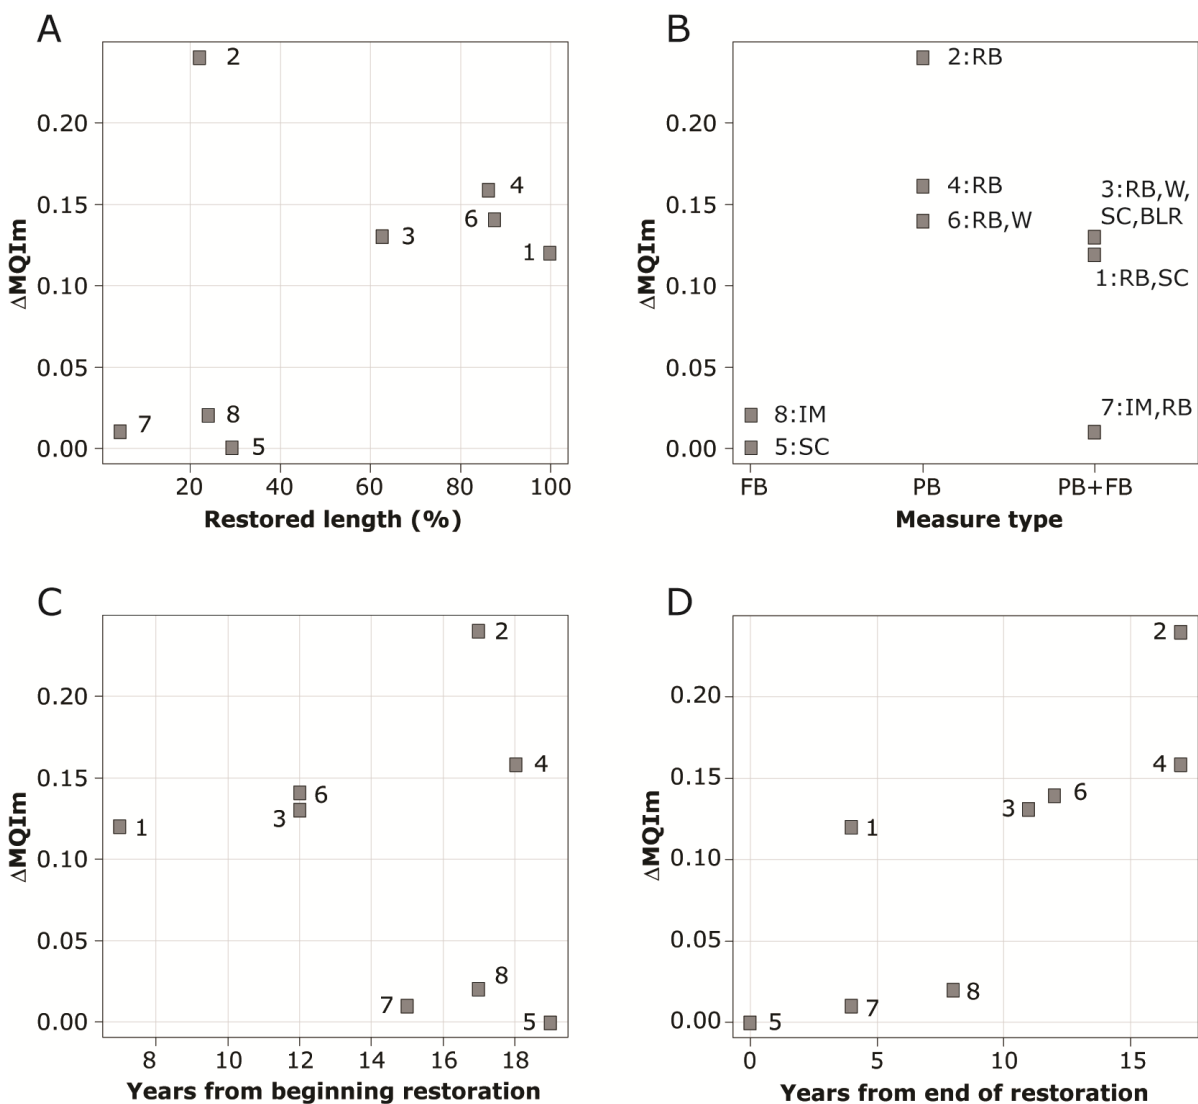 A
ΔMQIm
0.20
0.15
0.10
0.05
0.00
2
4
6
3
1
7
8
5
20 40 60 80 100
Restored length (%)
B
ΔMQIm
0.20
0.15
0.10
0.05
0.00
2:RB
4:RB
6:RB,W
3:RB,W,
SC,BLR
1:RB,SC
7:IM,RB
8:IM
5:SC
FB PB PB+FB
Measure type
C
ΔMQIm
0.20
0.15
0.10
0.05
0.00
2
4
6
3
1
8
7
5
8 10 12 14 16 18
Years from beginning restoration
D
ΔMQIm
0.20
0.15
0.10
0.05
0.00
2
4
6
3
1
8
7
5
0 5 10 15
Years from end of restoration